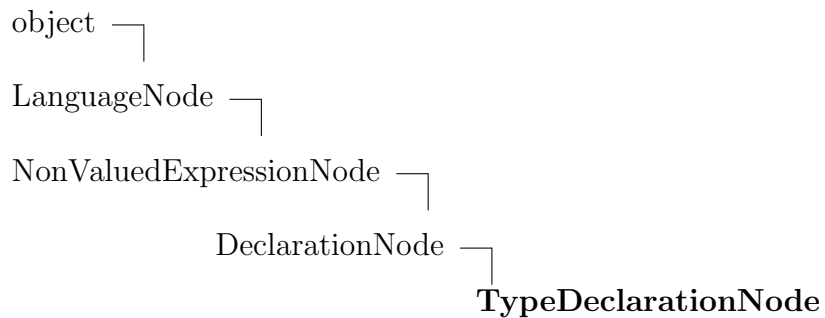 object
LanguageNode
NonValuedExpressionNode
DeclarationNode
TypeDeclarationNode